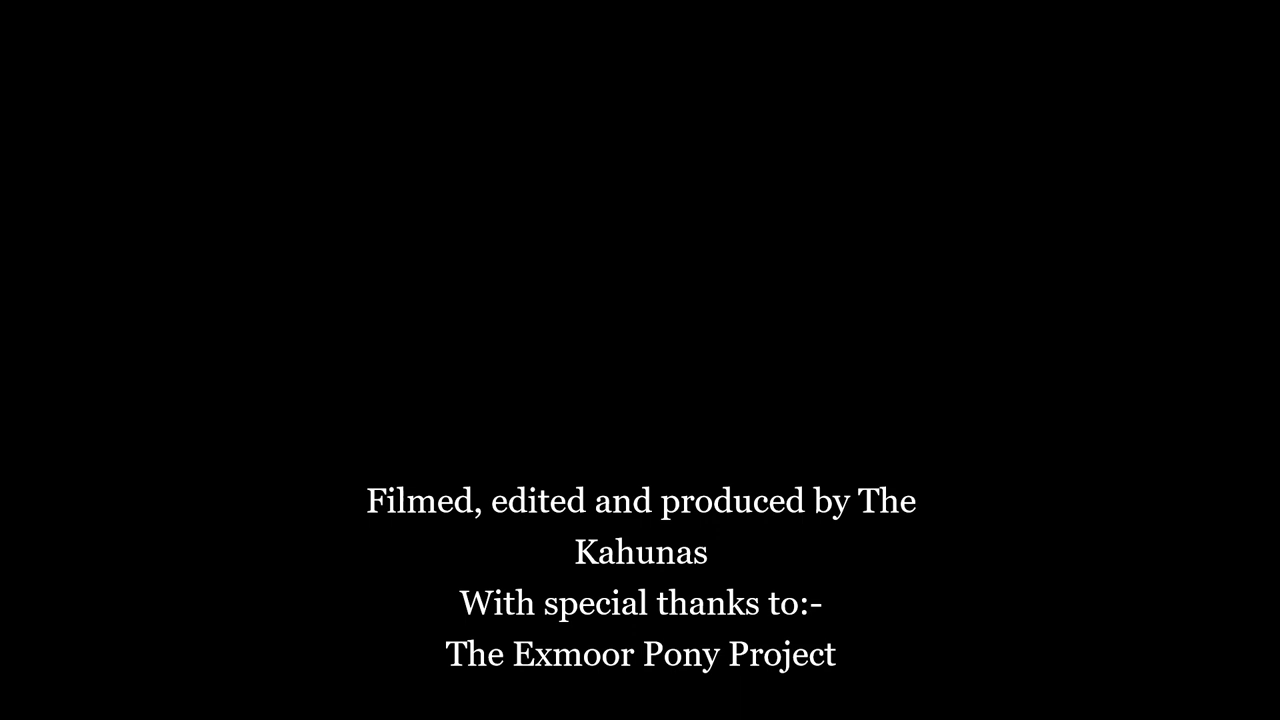 Filmed, edited and produced by The
Kahunas
With special thanks to:-
The Exmoor Pony Project